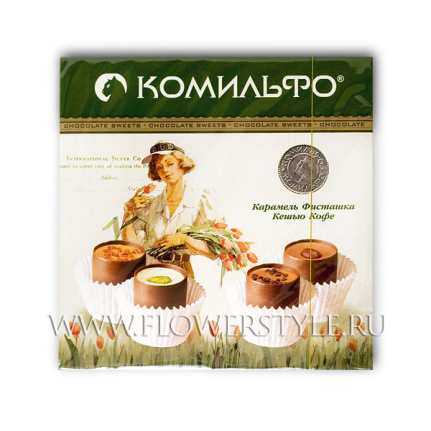 КОМИЛЬФО®
CHOCOLATE SWEETS • CHOCOLATE SWEETS • CHOCOLATE SWEETS • CHOCOLATE
INTERNATIONAL SILVER CO
Карамель Фисташка
Кешью Кофе
WWW.FLOWERSTYLE.RU